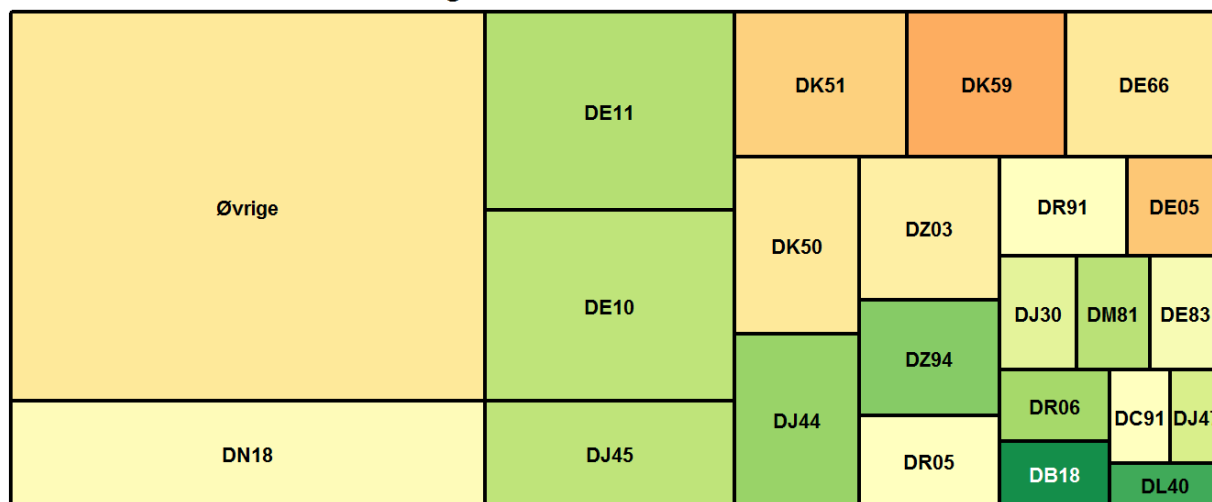 Øvrige
DN18
DE11
DE10
DJ45
DK51
DK59
DE66
DK50
DZ03
DR91
DE05
DJ30
DM81
DE83
DZ94
DJ44
DR06
DC91
DR05
DB18
DL40